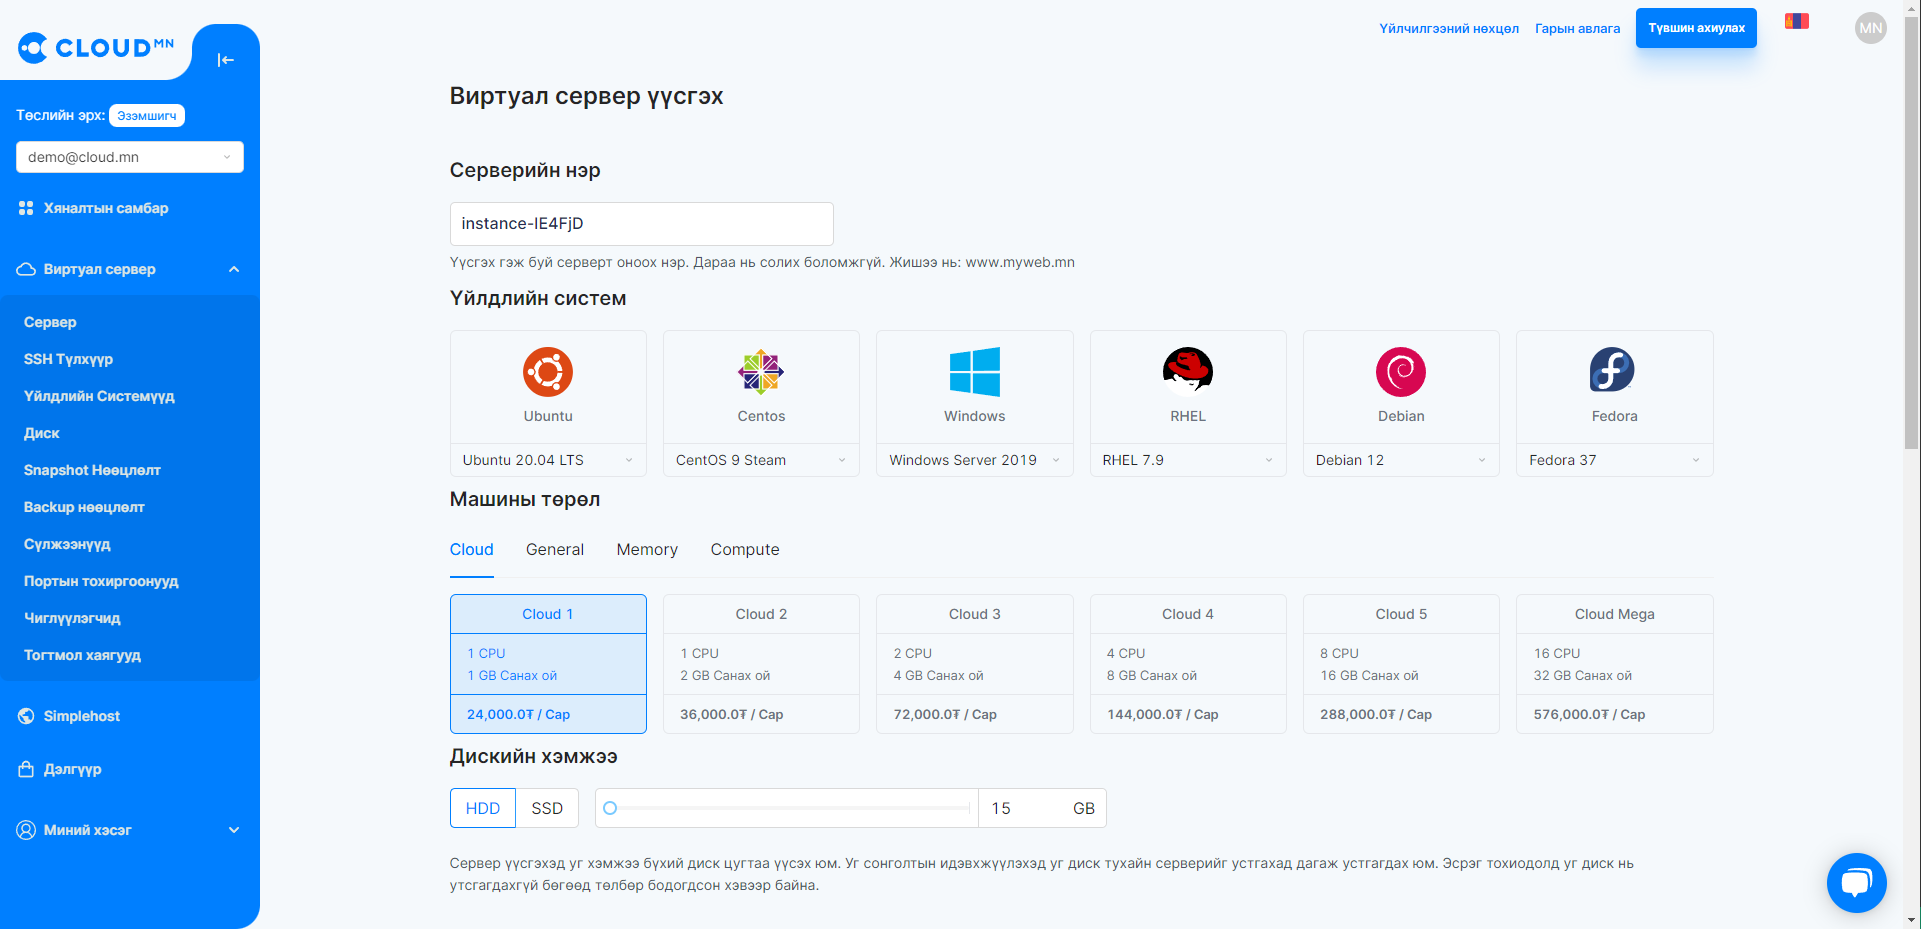 CLOUD MN
Үйлчилгээний нөхцөл
Гарын авлага
Түвшин ахиулах
MN
Төслийн эрх: Эзэмшигч
demo@cloud.mn
Хяналтын самбар
Виртуал сервер
Сервер
SSH Түлхүүр
Үйлдлийн Системүүд
Диск
Snapshot Нөөцлөлт
Backup нөөцлөлт
Сүлжээнүүд
Портын тохиргоонууд
Чиглүүлэгчид
Тогтмол хаягууд
Simplehost
Дэлгүүр
Миний хэсэг
Виртуал сервер үүсгэх
Серверийн нэр
instance-IE4FjD
Үүсгэх гэж буй серверт оноох нэр. Дараа нь солих боломжгүй. Жишээ нь: www.myweb.mn
Үйлдлийн систем
Ubuntu
Centos
Windows
RHEL
Debian
Fedora
Ubuntu 20.04 LTS
CentOS 9 Steam
Windows Server 2019
RHEL 7.9
Debian 12
Fedora 37
Машины төрөл
Cloud
General
Memory
Compute
Cloud 1
1 CPU
1 GB Санах ой
24,000.0₮ / Сар
Cloud 2
1 CPU
2 GB Санах ой
36,000.0₮ / Сар
Cloud 3
2 CPU
4 GB Санах ой
72,000.0₮ / Сар
Cloud 4
4 CPU
8 GB Санах ой
144,000.0₮ / Сар
Cloud 5
8 CPU
16 GB Санах ой
288,000.0₮ / Сар
Cloud Mega
16 CPU
32 GB Санах ой
576,000.0₮ / Сар
Дискийн хэмжээ
HDD
SSD
15 GB
Сервер үүсгэхэд уг хэмжээ бүхий диск цугтаа үүсэх юм. Уг сонголтын идэвхжүүлэхэд уг диск тухайн серверийг устгахад дагаж устгагдах юм. Эсрэг тохиодолд уг диск нь
утсгагдахгүй бөгөөд төлбөр бодогдсон хэвээр байна.